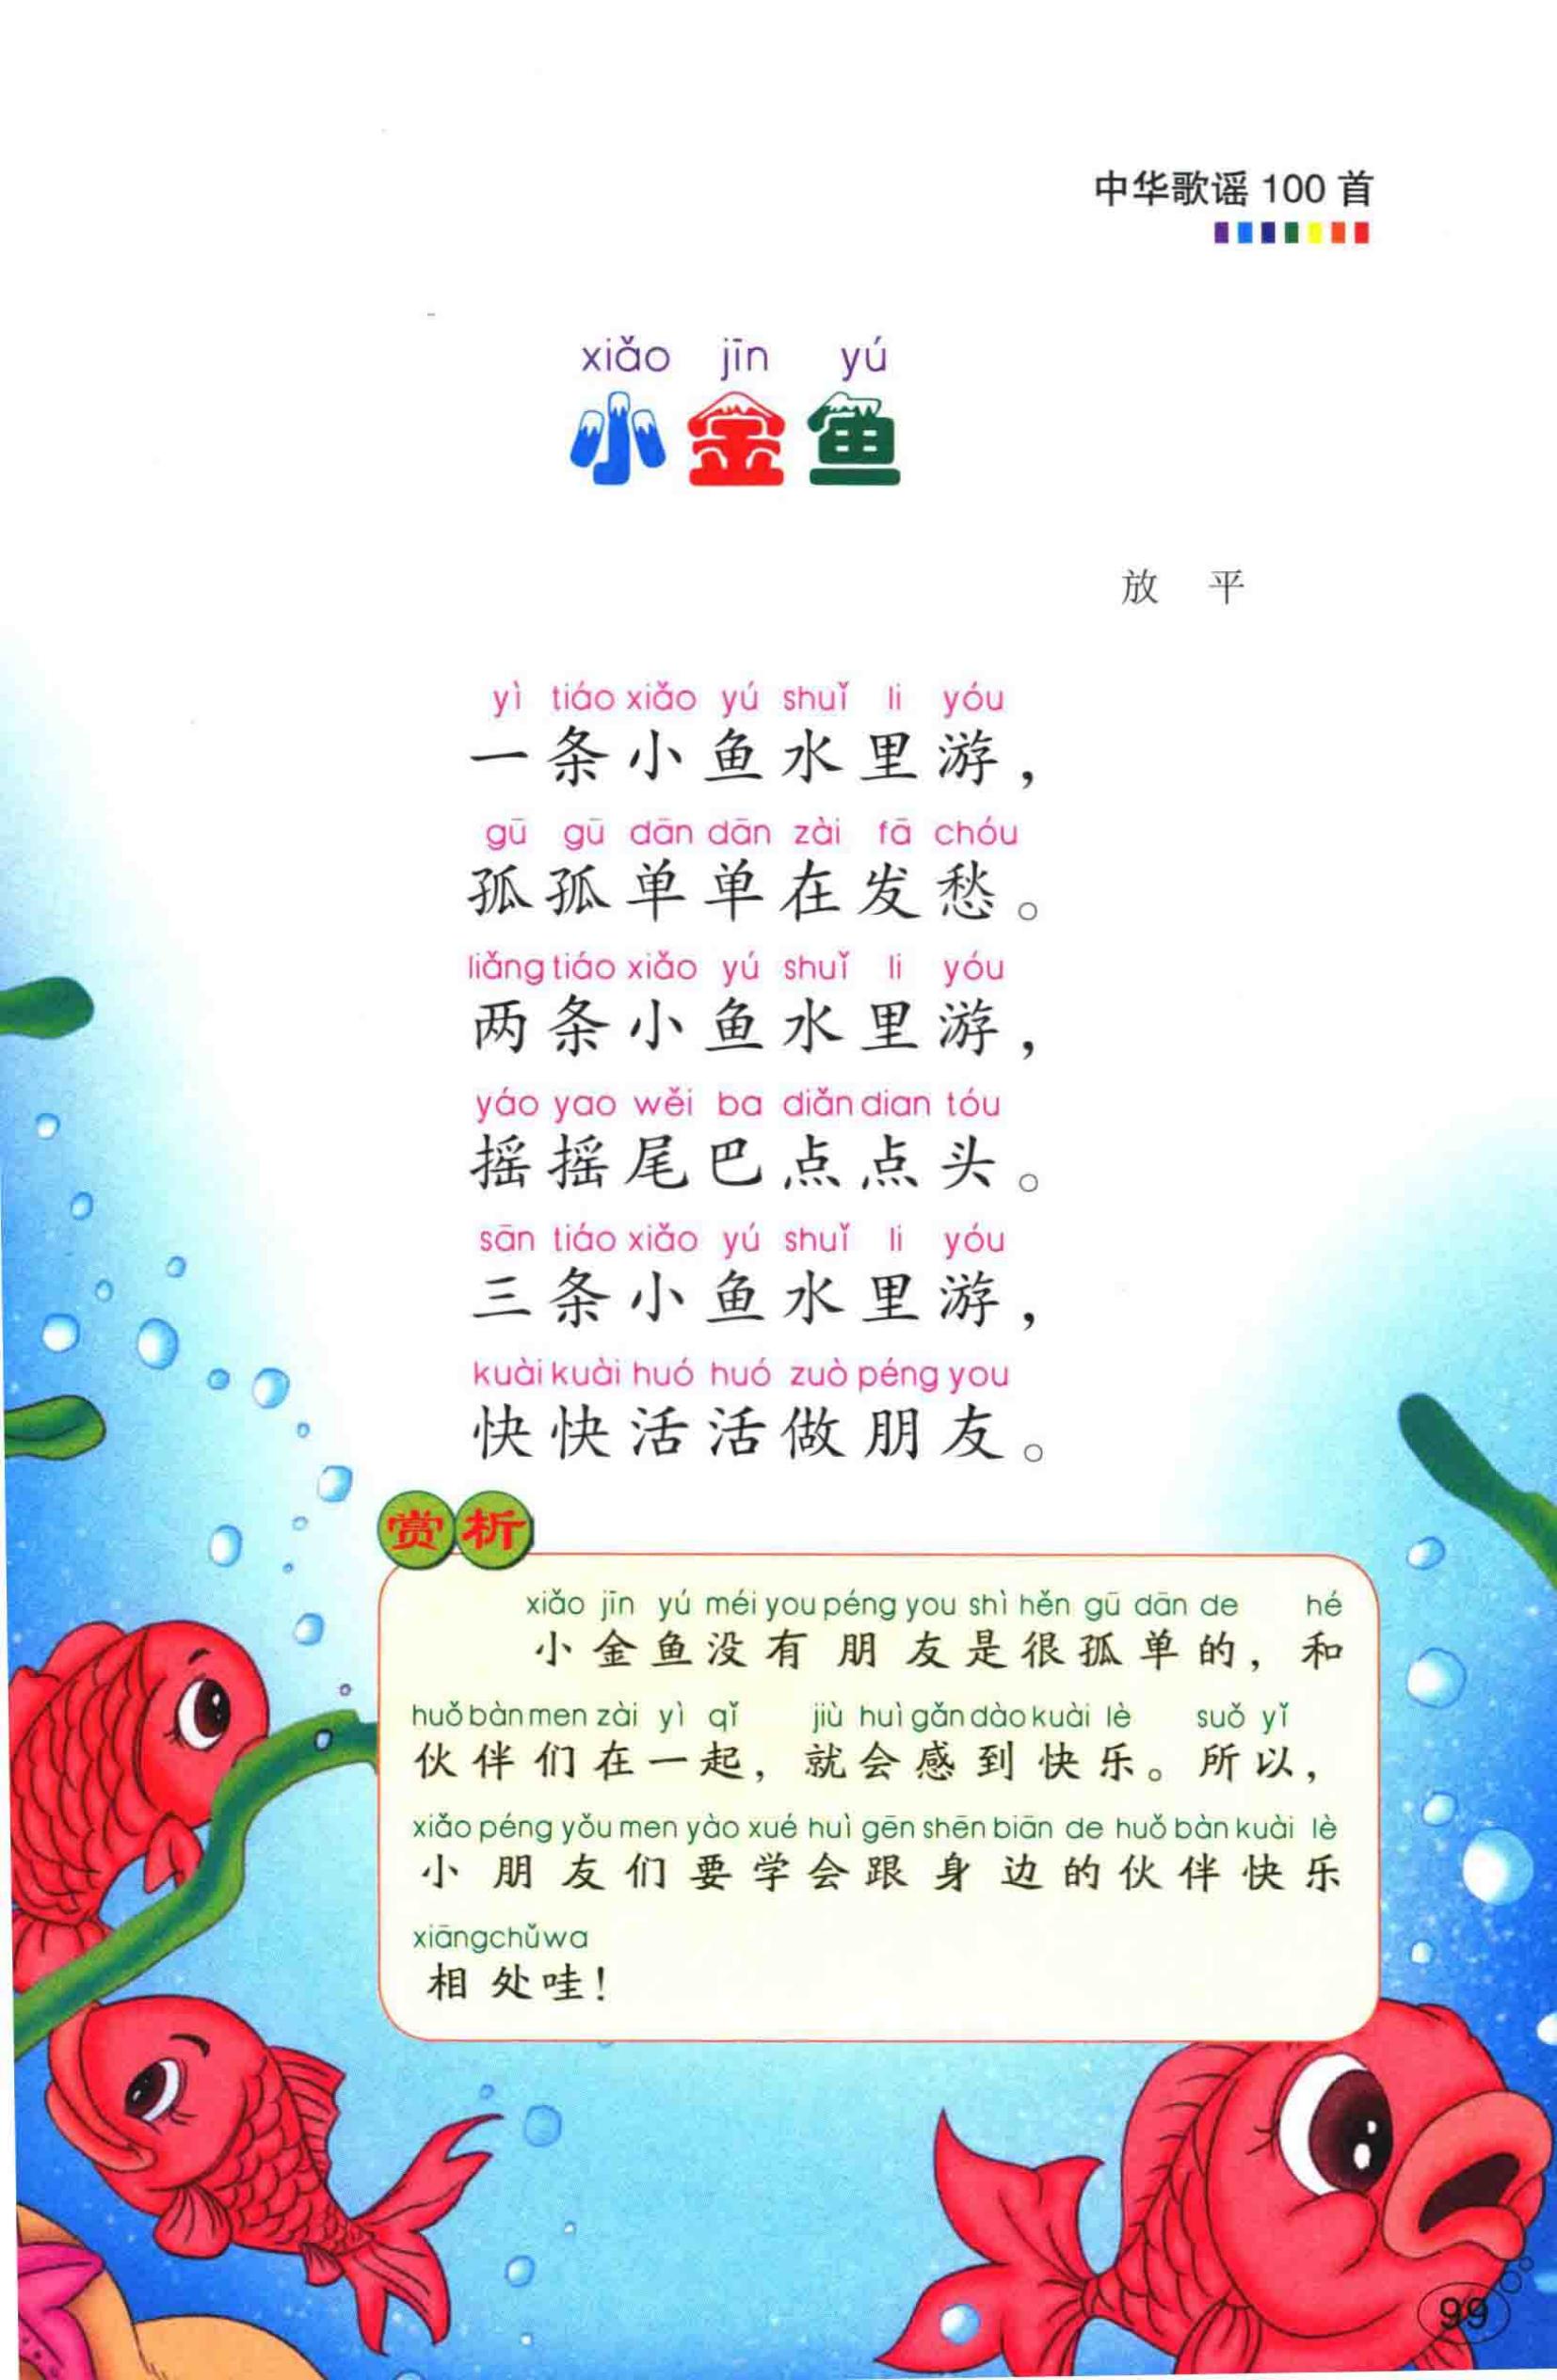 中华歌谣 100 首
xiǎo jīn yú
小金鱼
放 平
yì tiáo xiǎo yú shuǐ li yóu
一条小鱼水里游，
gū gū dān dān zài fā chóu
孤孤单单在发愁。
liǎng tiáo xiǎo yú shuǐ li yóu
两条小鱼水里游，
yáo yao wěi ba diǎn dian tóu
摇摇尾巴点点头。
sān tiáo xiǎo yú shuǐ li yóu
三条小鱼水里游，
kuài kuài huó huó zuò péng you
快快活活做朋友。
赏析
xiǎo jīn yú méi you péng you shì hěn gū dān de hé
小金鱼没有朋友是很孤单的，和
huǒ bàn men zài yì qǐ jiù huì gǎn dào kuài lè suǒ yǐ
伙伴们在一起，就会感到快乐。所以，
xiǎo péng yǒu men yào xué huì gēn shēn biān de huǒ bàn kuài lè
小朋友们要学会跟身边的伙伴快乐
xiāng chǔ wa
相处哇！
99